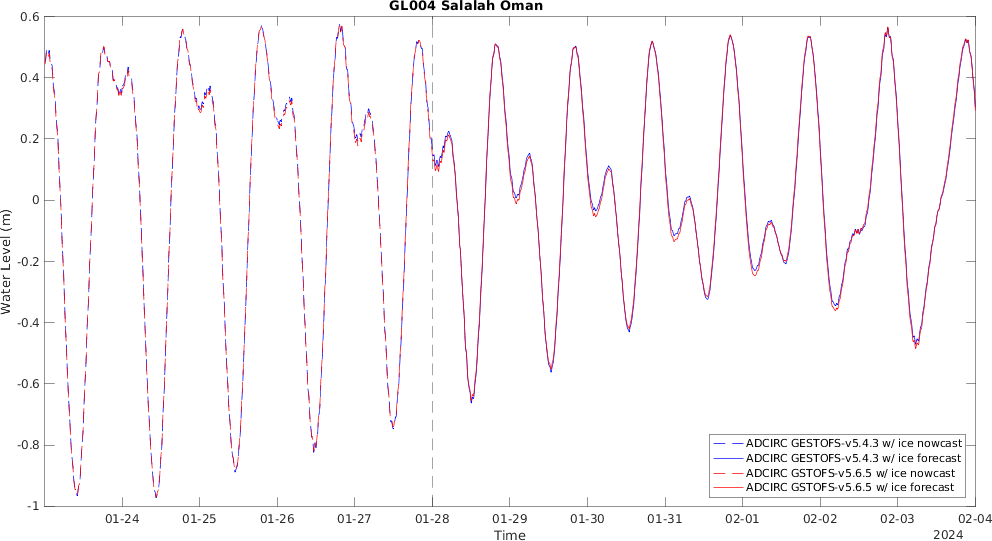 GL004 Salalah Oman
Water Level (m)
0.6
0.4
0.2
0
-0.2
-0.4
-0.6
-0.8
-1
ADCIRC GESTOFS-v5.4.3 w/ ice nowcast
ADCIRC GESTOFS-v5.4.3 w/ ice forecast
ADCIRC GSTOFS-v5.6.5 w/ ice nowcast
ADCIRC GSTOFS-v5.6.5 w/ ice forecast
01-24 01-25 01-26 01-27 01-28 01-29 01-30 01-31 02-01 02-02 02-03 02-04
Time
2024